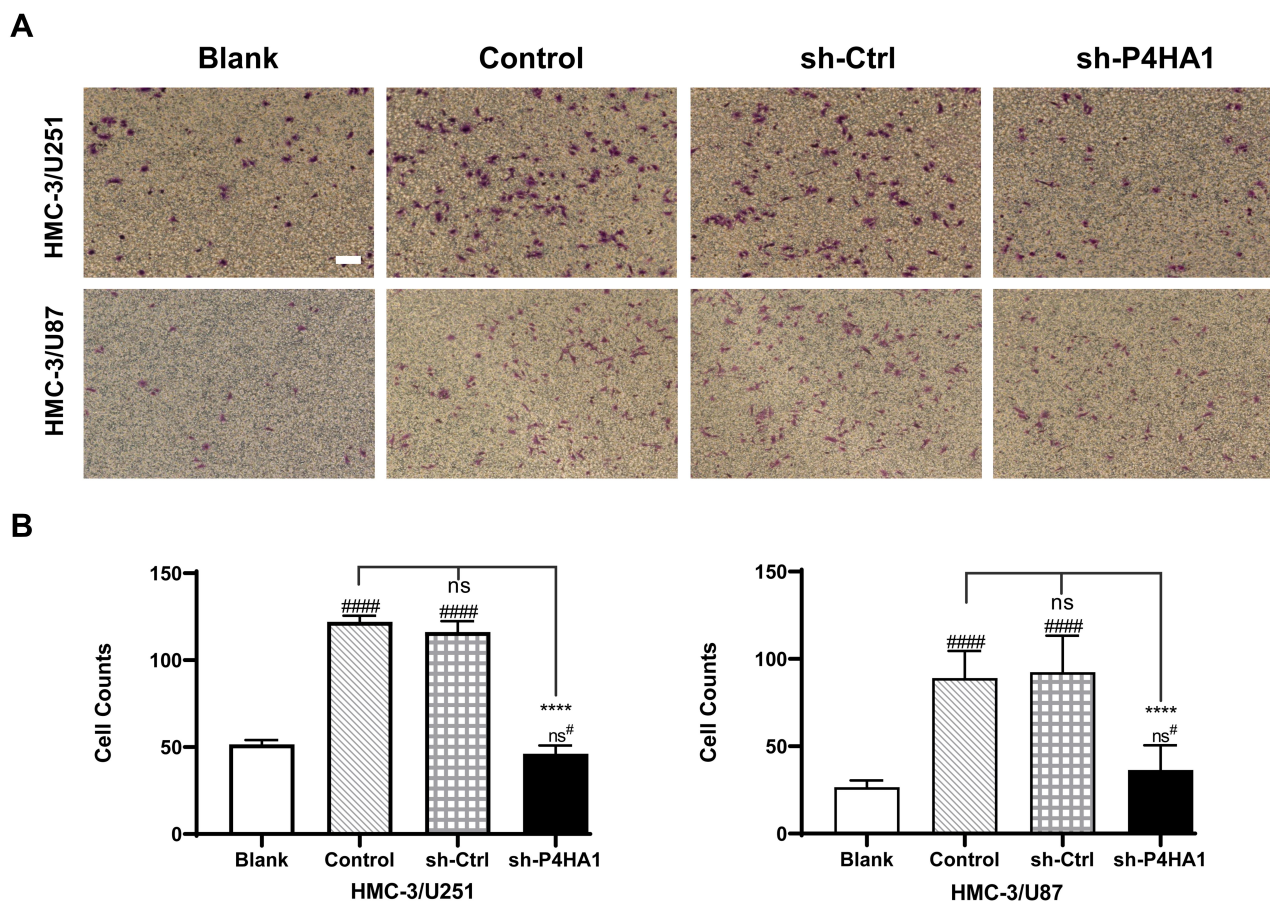 A
Blank Control sh-Ctrl sh-P4HA1
HMC-3/U251
HMC-3/U87
B
150
100
50
0
Cell Counts
####
ns
####
****
ns#
Blank Control sh-Ctrl sh-P4HA1
HMC-3/U251
150
100
50
0
Cell Counts
####
ns
####
****
ns#
Blank Control sh-Ctrl sh-P4HA1
HMC-3/U87